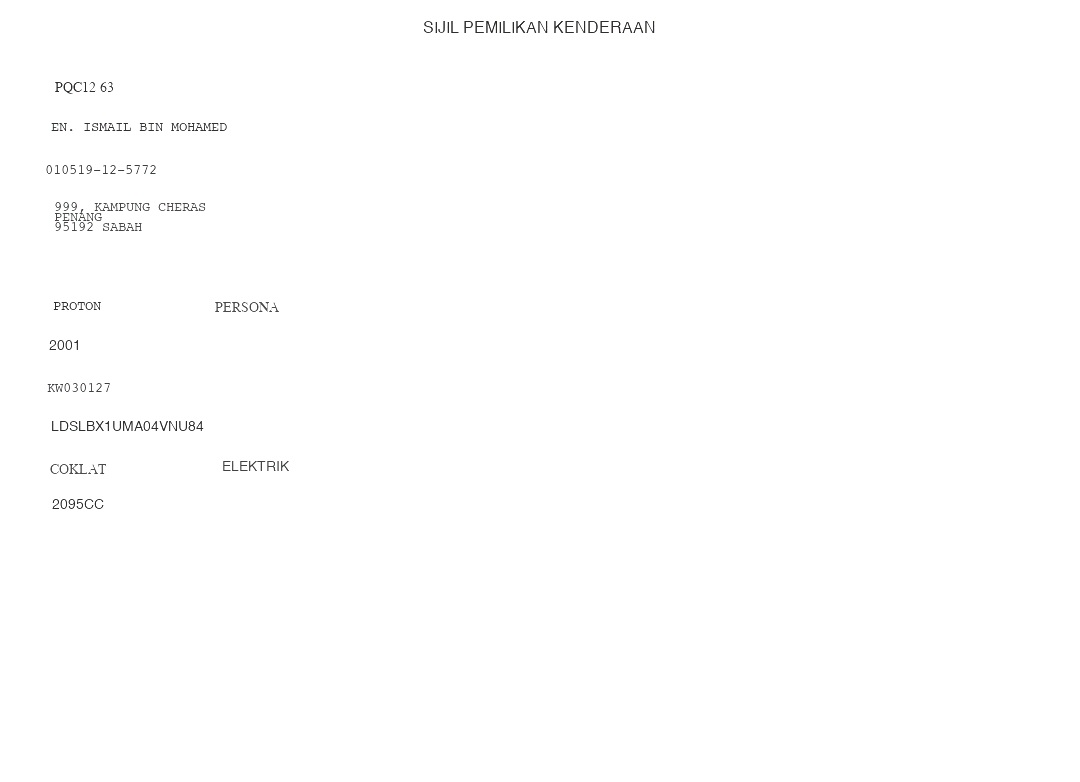 SIJIL PEMILIKAN KENDERAAN
PQC12 63
EN. ISMAIL BIN MOHAMED
010519-12-5772
999, KAMPUNG CHERAS
PENANG
95192 SABAH
PROTON PERSONA
2001
KW030127
LDSLBX1UMA04VNU84
COKLAT ELEKTRIK
2095CC